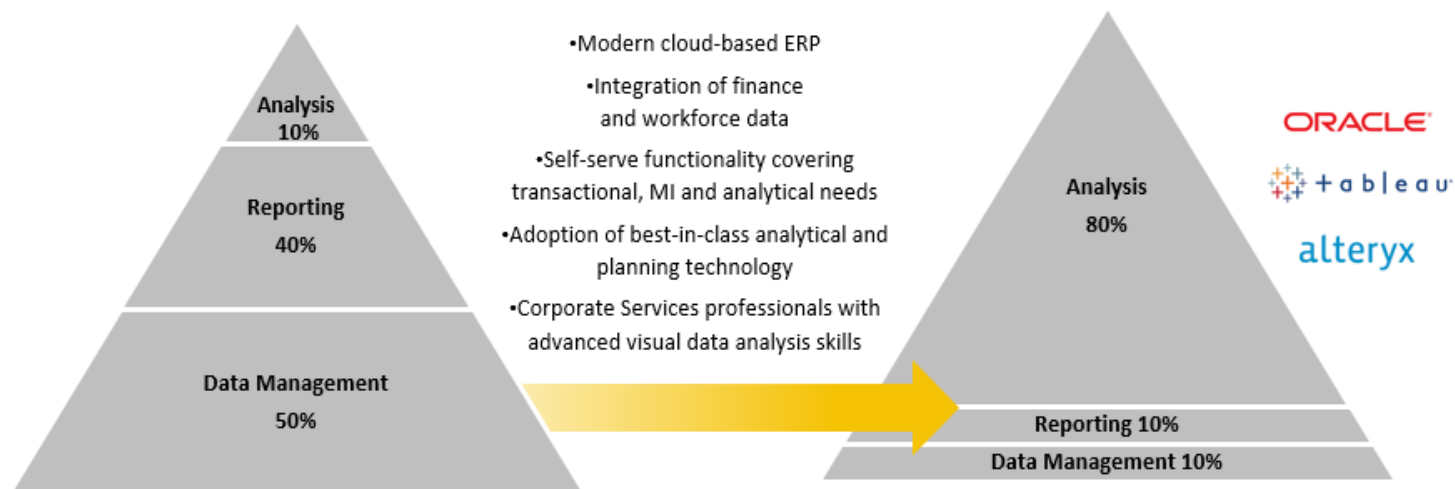 Analysis
10%
Reporting
40%
Data Management
50%
•Modern cloud-based ERP
•Integration of finance
and workforce data
•Self-serve functionality covering
transactional, MI and analytical needs
•Adoption of best-in-class analytical and
planning technology
•Corporate Services professionals with
advanced visual data analysis skills
Analysis
80%
Reporting 10%
Data Management 10%
ORACLE
+ableau
alteryx